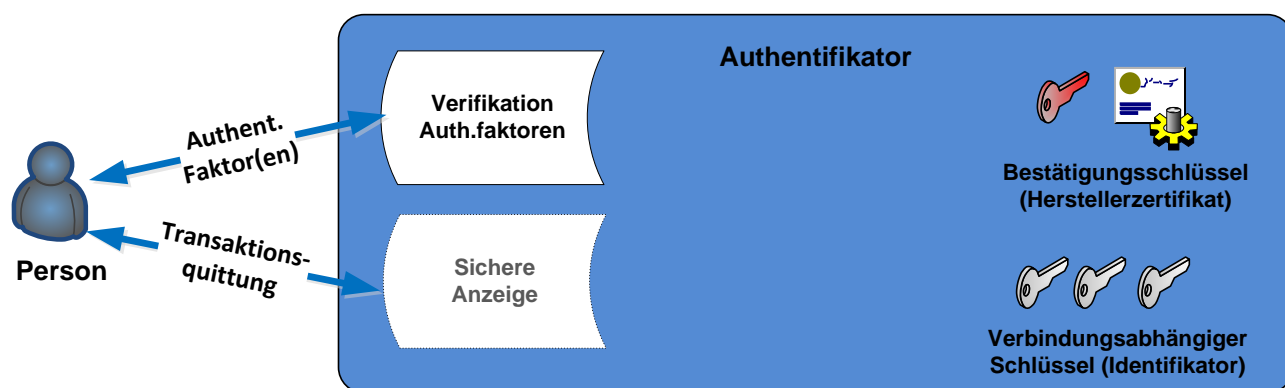 Authentifikator
Verifikation
Auth.faktoren
Authent.
Faktor(en)
Bestätigungsschlüssel
(Herstellerzertifikat)
Person
Transaktions-
quittung
Sichere
Anzeige
Verbindungsabhängiger
Schlüssel (Identifikator)